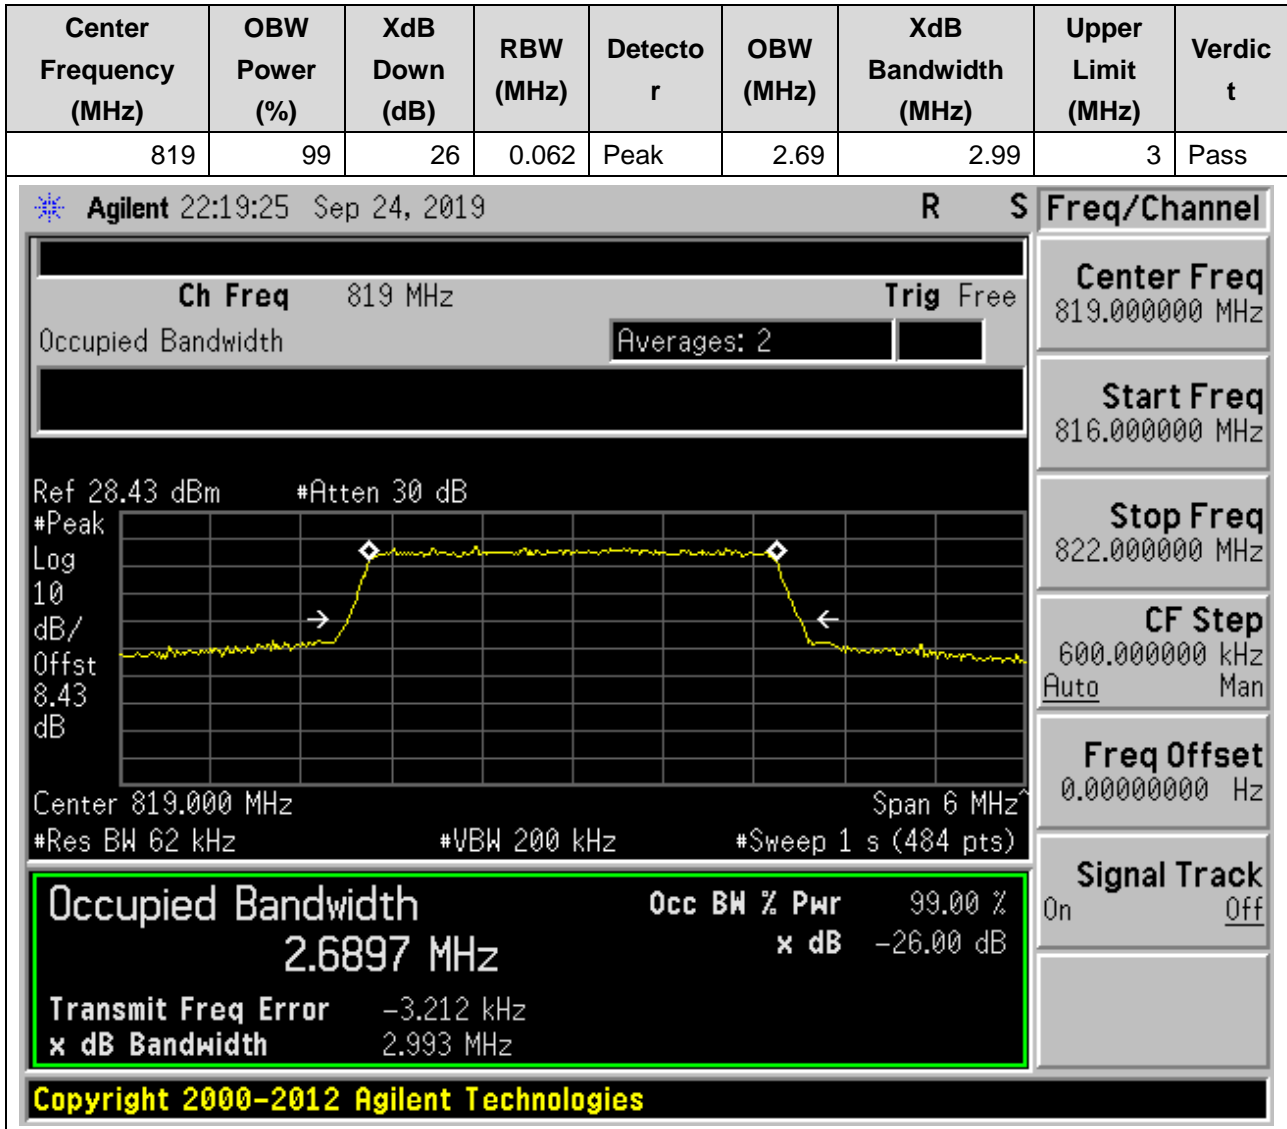 Center Frequency (MHz) OBW Power (%) XdB Down (dB) RBW (MHz) Detector OBW (MHz) XdB Bandwidth (MHz) Upper Limit (MHz) Verdict
819 99 26 0.062 Peak 2.69 2.99 3 Pass
Agilent 22:19:25 Sep 24, 2019 R S Freq/Channel
Ch Freq 819 MHz Trig Free
Occupied Bandwidth Averages: 2
Center Freq
819.000000 MHz
Start Freq
816.000000 MHz
Stop Freq
822.000000 MHz
CF Step
600.000000 kHz
Auto Man
Freq Offset
0.00000000 Hz
Signal Track
On Off
Ref 28.43 dBm #Atten 30 dB
#Peak
Log
10
dB/
Offst
8.43
dB
Center 819.000 MHz Span 6 MHz^
#Res BW 62 kHz #VBW 200 kHz #Sweep 1 s (484 pts)
Occupied Bandwidth Occ BW % Pwr 99.00 %
2.6897 MHz x dB -26.00 dB
Transmit Freq Error -3.212 kHz
x dB Bandwidth 2.993 MHz
Copyright 2000-2012 Agilent Technologies